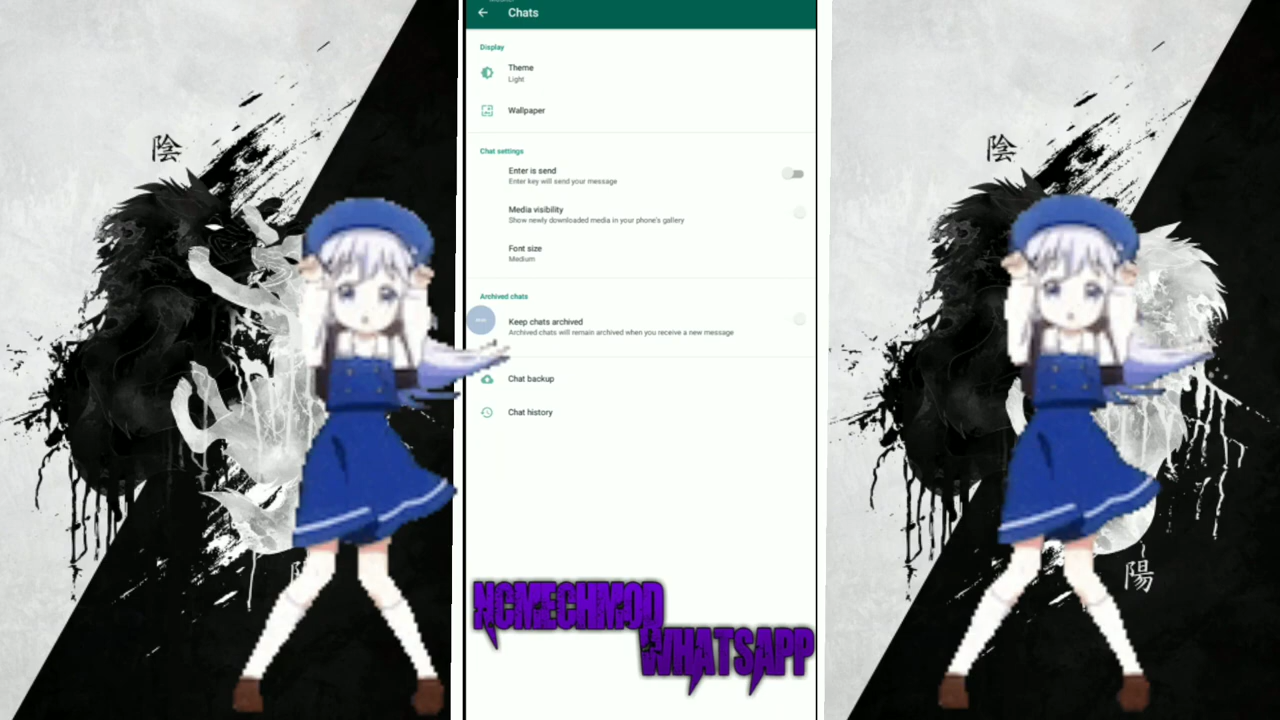 陰
Chats
Display
Theme
Light
Wallpaper
Chat settings
Enter is send
Enter key will send your message
Media visibility
Show newly downloaded media in your phone's gallery
Font size
Medium
Archived chats
Keep chats archived
Archived chats will remain archived when you receive a new message
Chat backup
Chat history
NCMECHMOD
WHATSAPP
陰
陽